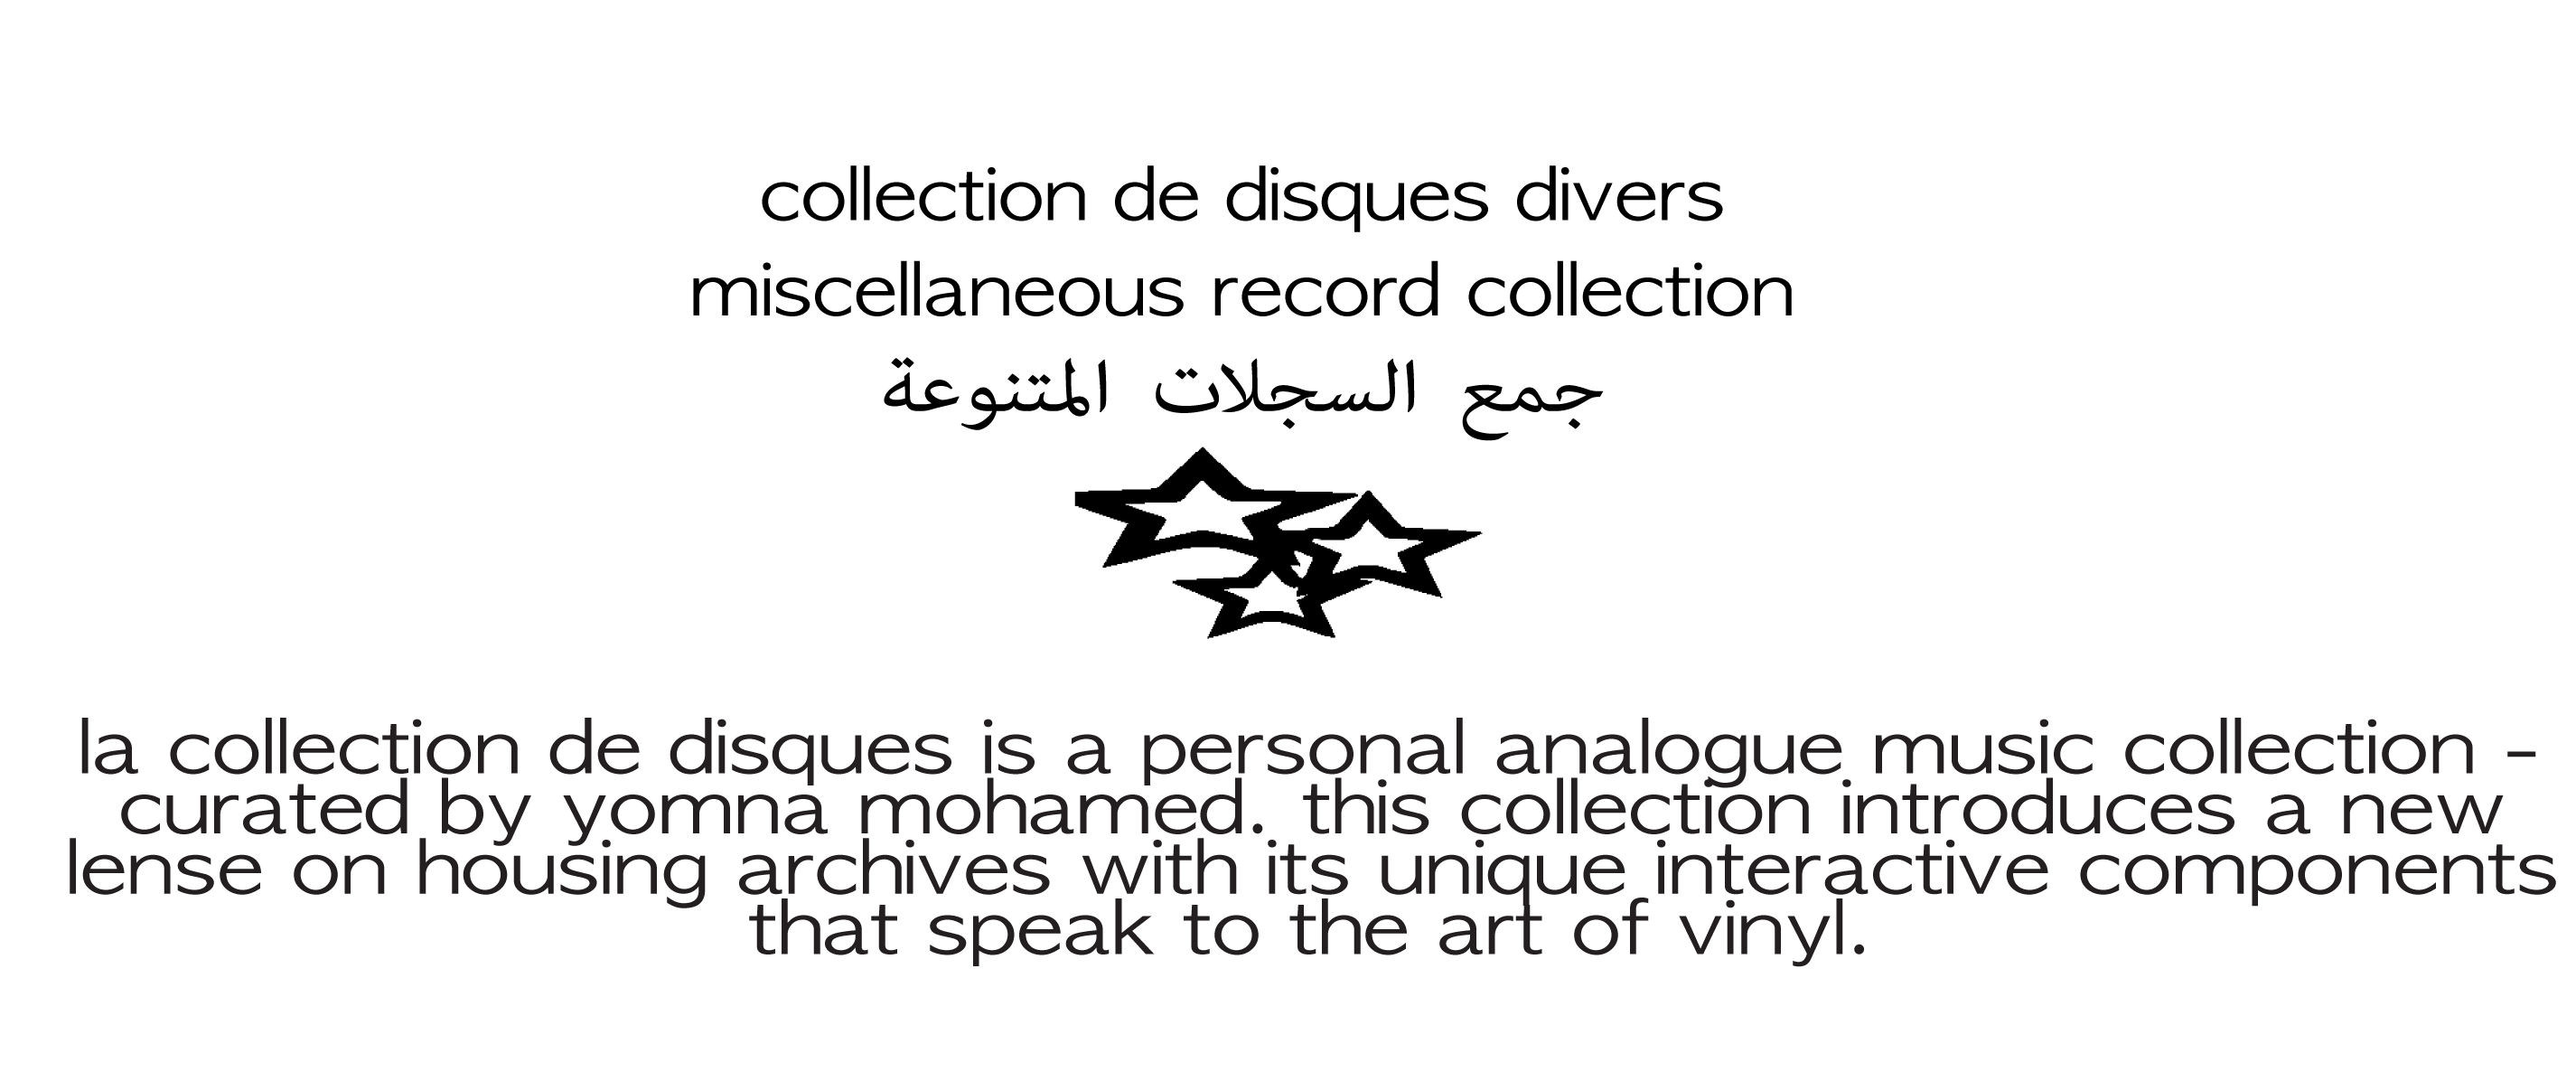 collection de disques divers
miscellaneous record collection
جمع السجلات المتنوعة
la collection de disques is a personal analogue music collection -
curated by yomna mohamed. this collection introduces a new
lense on housing archives with its unique interactive components
that speak to the art of vinyl.